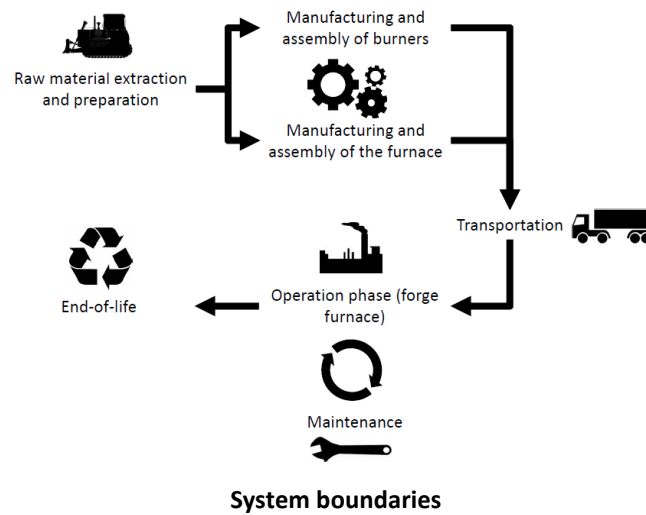 Manufacturing and
assembly of burners
Raw material extraction
and preparation
Manufacturing and
assembly of the furnace
Transportation
Operation phase (forge
furnace)
End-of-life
Maintenance
System boundaries